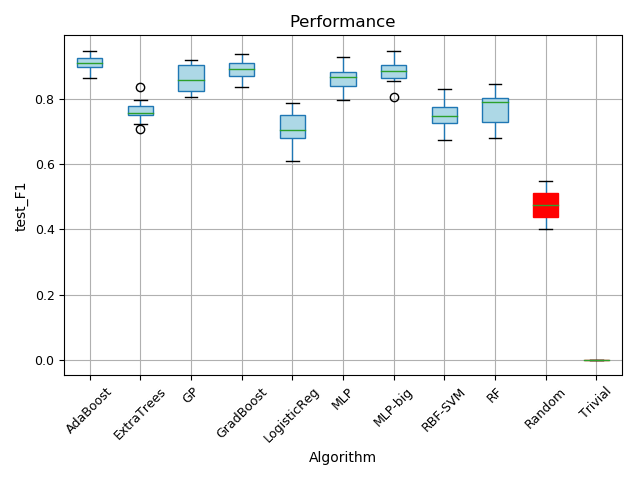 Performance
test_F1
0.8
0.6
0.4
0.2
0.0
AdaBoost
ExtraTrees
GP
GradBoost
LogisticReg
MLP
MLP-big
RBF-SVM
RF
Random
Trivial
Algorithm